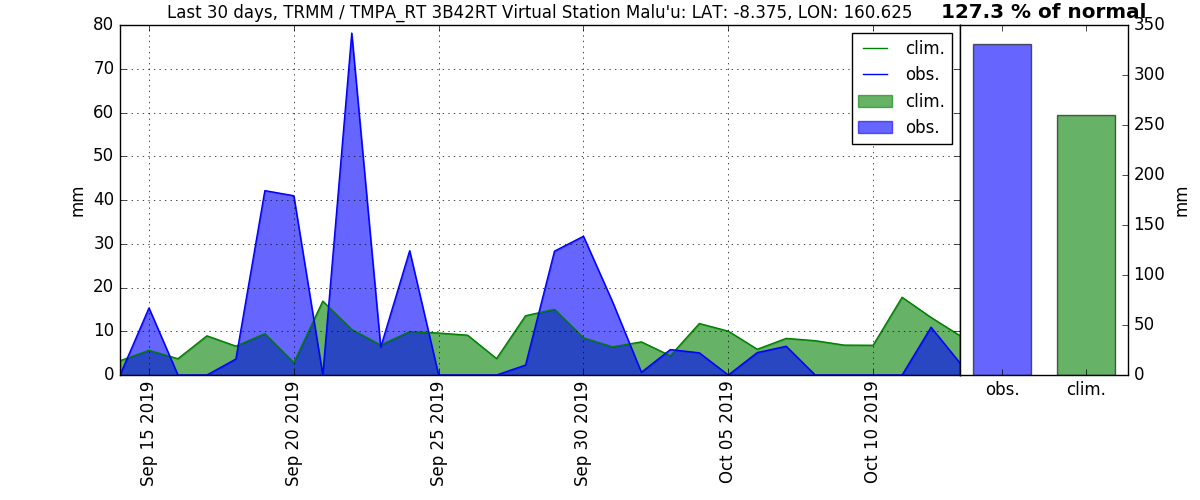 Last 30 days, TRMM / TMPA_RT 3B42RT Virtual Station Malu'u: LAT: -8.375, LON: 160.625
127.3 % of normal
80
70
60
50
40
30
20
10
0
mm
clim.
obs.
clim.
obs.
Sep 15 2019
Sep 20 2019
Sep 25 2019
Sep 30 2019
Oct 05 2019
Oct 10 2019
350
300
250
200
150
100
50
0
mm
obs.
clim.